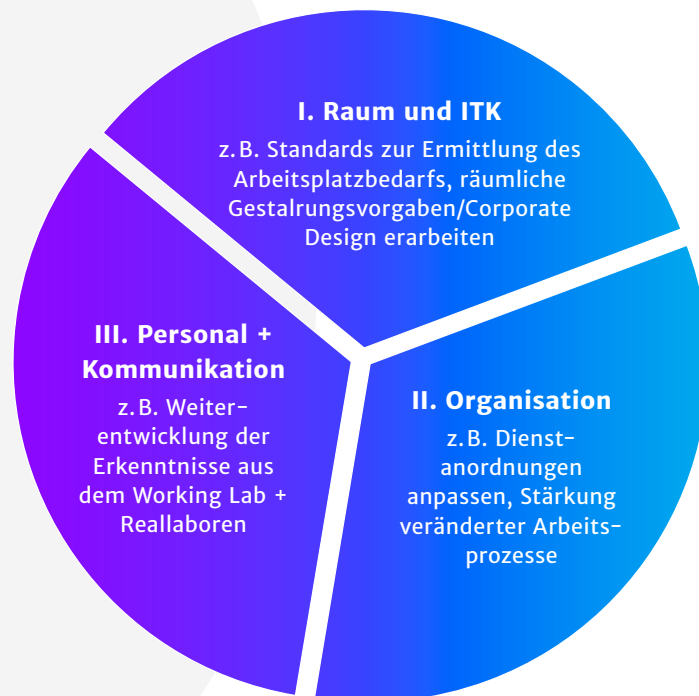 I. Raum und ITK
z. B. Standards zur Ermittlung des
Arbeitsplatzbedarfs, räumliche
Gestalrungsvorgaben/Corporate
Design erarbeiten
II. Organisation
z. B. Dienst-
anordnungen
anpassen, Stärkung
veränderter Arbeits-
prozesse
III. Personal +
Kommunikation
z. B. Weiter-
entwicklung der
Erkenntnisse aus
dem Working Lab +
Reallaboren